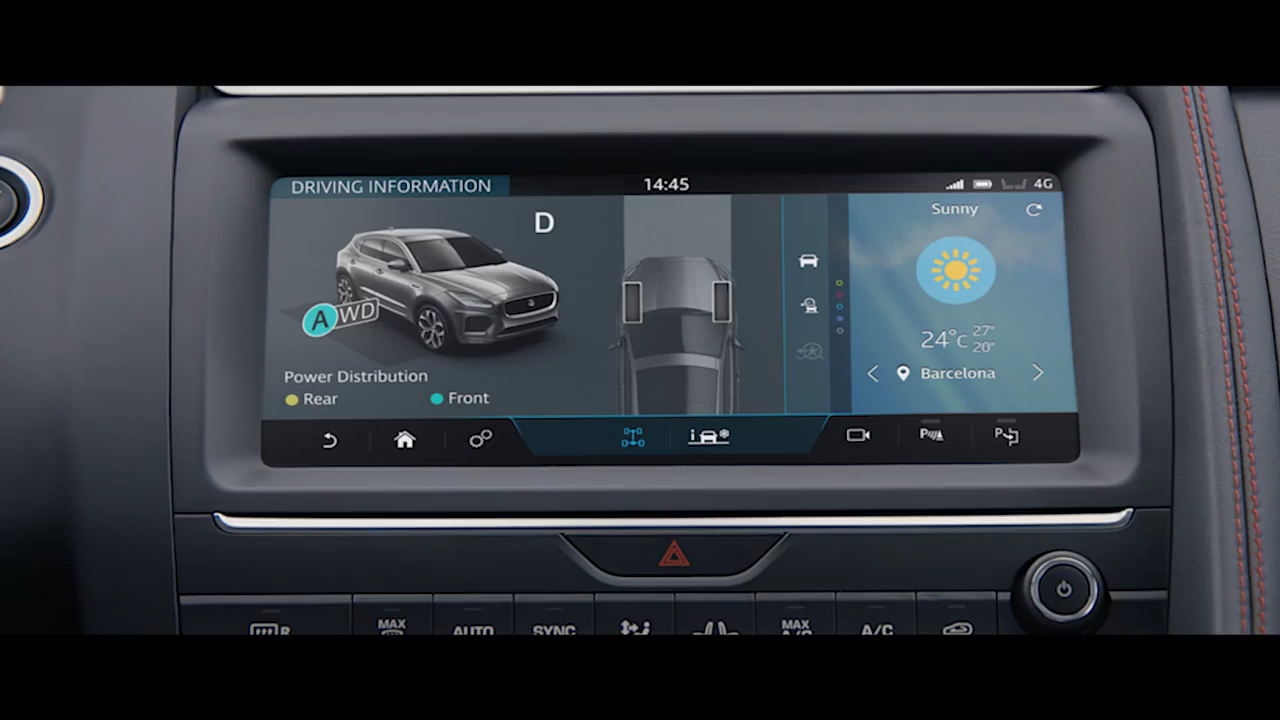 DRIVING INFORMATION
14:45
4G
D
Sunny
AWD
24°C
27°
20°
Barcelona
Power Distribution
Rear
Front
i
P
P
R
MAX
AUTO
SYNC
MAX
A/C
A/C